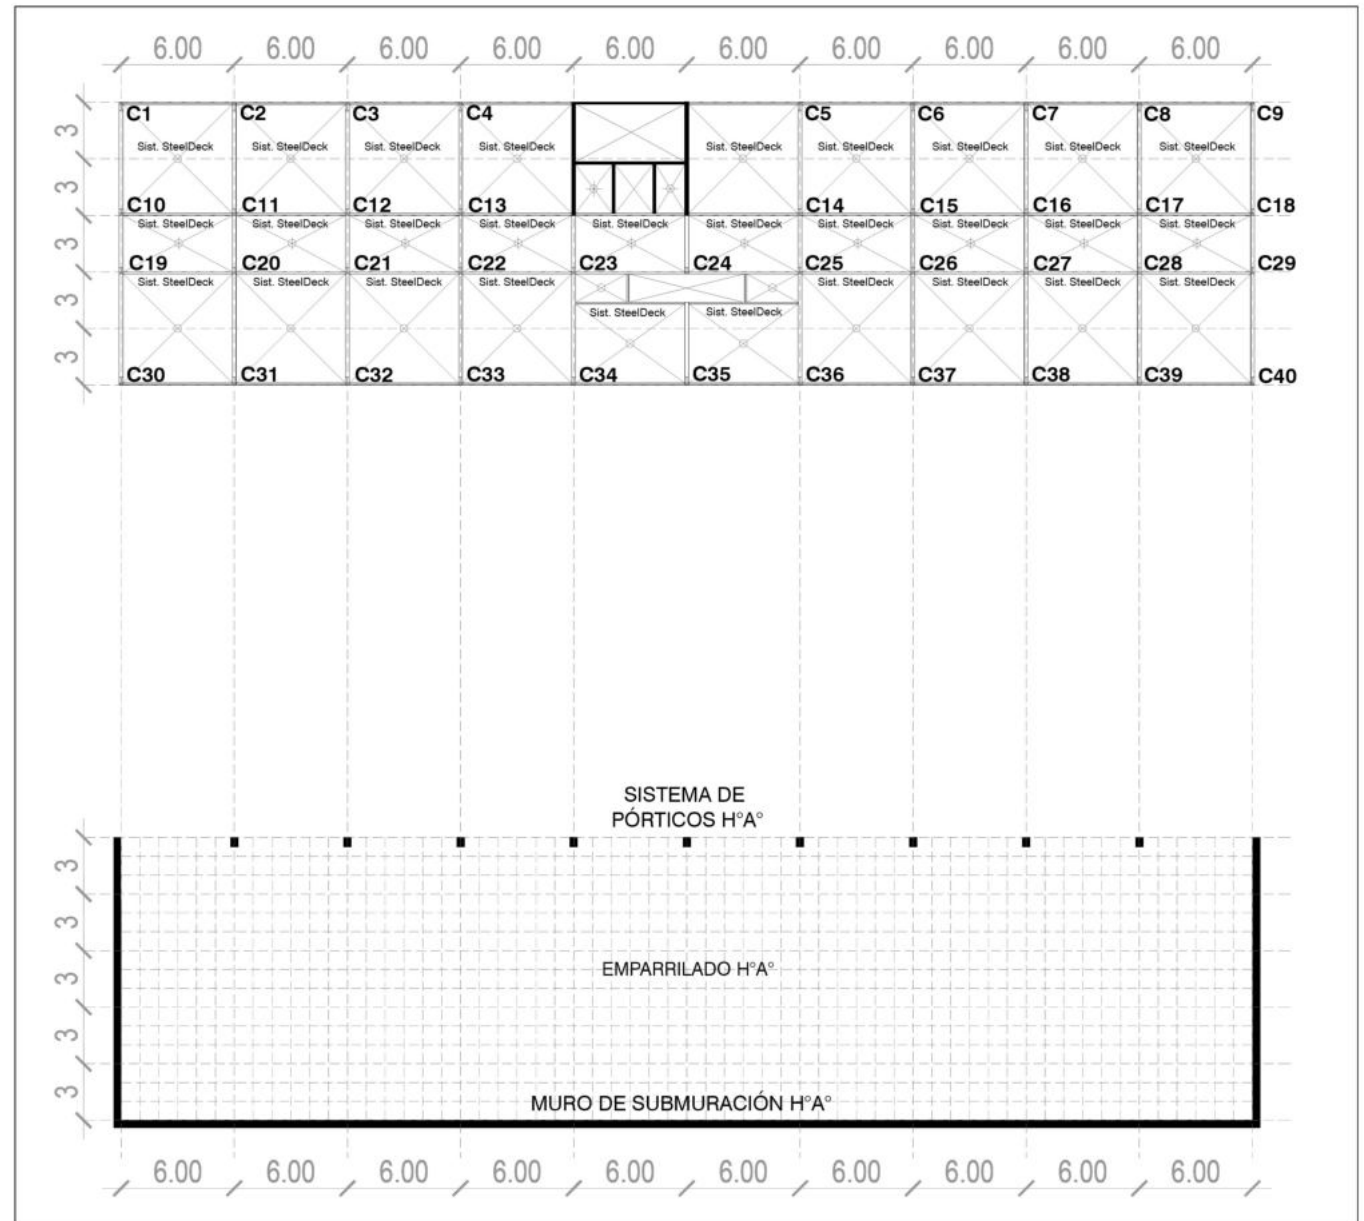 6.00 6.00 6.00 6.00 6.00 6.00 6.00 6.00 6.00 6.00
C1 C2 C3 C4 C5 C6 C7 C8 C9
3
Sist. SteelDeck Sist. SteelDeck Sist. SteelDeck Sist. SteelDeck Sist. SteelDeck Sist. SteelDeck Sist. SteelDeck Sist. SteelDeck Sist. SteelDeck
3
C10 C11 C12 C13 C14 C15 C16 C17 C18
Sist. SteelDeck Sist. SteelDeck Sist. SteelDeck Sist. SteelDeck Sist. SteelDeck Sist. SteelDeck Sist. SteelDeck Sist. SteelDeck Sist. SteelDeck Sist. SteelDeck
3
C19 C20 C21 C22 C23 C24 C25 C26 C27 C28 C29
Sist. SteelDeck Sist. SteelDeck Sist. SteelDeck Sist. SteelDeck Sist. SteelDeck Sist. SteelDeck Sist. SteelDeck Sist. SteelDeck
3
Sist. SteelDeck Sist. SteelDeck
3
C30 C31 C32 C33 C34 C35 C36 C37 C38 C39 C40
SISTEMA DE
PÓRTICOS H°A°
3
3
EMPARRILADO H°A°
3
3
3
MURO DE SUBMURACIÓN H°A°
6.00 6.00 6.00 6.00 6.00 6.00 6.00 6.00 6.00 6.00